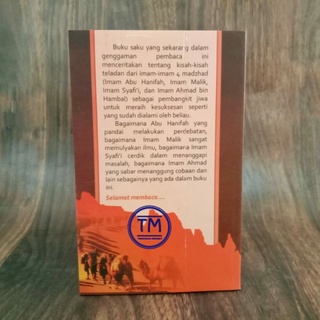 Buku saku yang sekarang dalam
genggaman pembaca ini
menceritakan tentang kisah-kisah
teladan dari imam-imam 4 madzhad
(Imam Abu Hanifah, Imam Malik,
Imam Syafi'i, dan Imam Ahmad bin
Hambal) sebagai pembangkit jiwa
untuk meraih kesuksesan seperti
yang sudah dialami oleh beliau.
Bagaimana Abu Hanifah yang
pandai melakukan perdebatan,
bagaimana Imam Malik sangat
memulyakan ilmu, bagaimana Imam
Syafi'i cerdik dalam menanggapi
masalah, bagaimana Imam Ahmad
yang sabar menanggung cobaan dan
lain sebagainya yang ada dalam buku
ini.
Selamat membaca....
TM